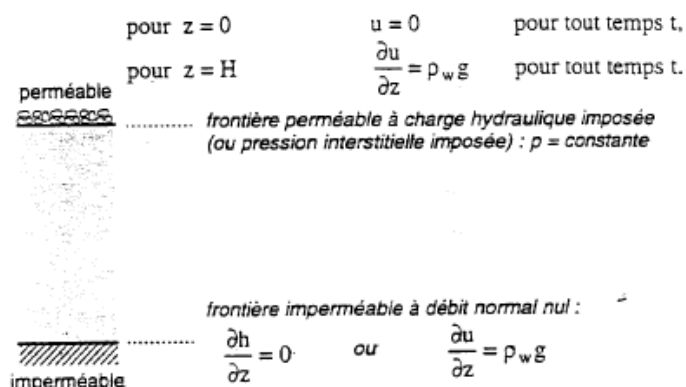 pour z = 0 u = 0 pour tout temps t,
pour z = H ∂u/∂z = ρ_w g pour tout temps t.
perméable
frontière perméable à charge hydraulique imposée
(ou pression interstitielle imposée) : p = constante
frontière imperméable à débit normal nul :
∂h/∂z = 0 ou ∂u/∂z = ρ_w g
imperméable